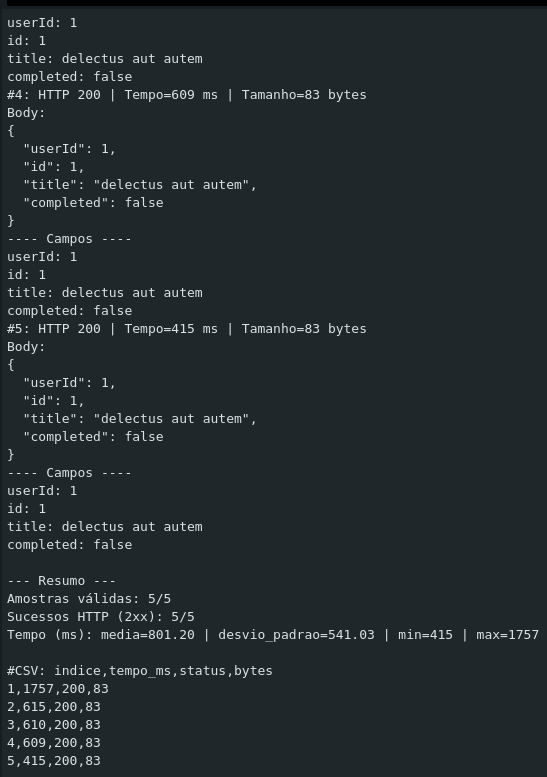 userId: 1
id: 1
title: delectus aut autem
completed: false
#4: HTTP 200 | Tempo=609 ms | Tamanho=83 bytes
Body:
{
  "userId": 1,
  "id": 1,
  "title": "delectus aut autem",
  "completed": false
}
---- Campos ----
userId: 1
id: 1
title: delectus aut autem
completed: false
#5: HTTP 200 | Tempo=415 ms | Tamanho=83 bytes
Body:
{
  "userId": 1,
  "id": 1,
  "title": "delectus aut autem",
  "completed": false
}
---- Campos ----
userId: 1
id: 1
title: delectus aut autem
completed: false

--- Resumo ---
Amostras válidas: 5/5
Sucessos HTTP (2xx): 5/5
Tempo (ms): media=801.20 | desvio_padrao=541.03 | min=415 | max=1757

#CSV: indice,tempo_ms,status,bytes
1,1757,200,83
2,615,200,83
3,610,200,83
4,609,200,83
5,415,200,83